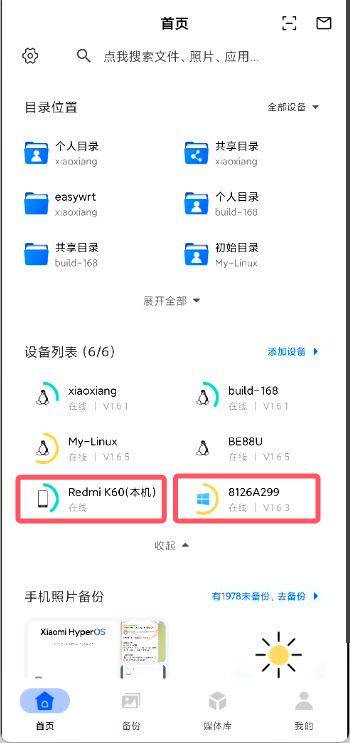 首页
点我搜索文件、照片、应用...
目录位置
全部设备
个人目录
xiaoxiang
共享目录
xiaoxiang
easywrt
xiaoxiang
个人目录
build-168
共享目录
build-168
初始目录
My-Linux
展开全部
设备列表 (6/6)
添加设备
xiaoxiang
在线 | V1.6.1
build-168
在线 | V1.6.1
My-Linux
在线 | V1.6.5
BE88U
在线 | V1.6.5
Redmi K60(本机)
在线
8126A299
在线 | V1.6.3
收起
手机照片备份
有1978未备份, 去备份
Xiaomi HyperOS
首页
备份
媒体库
我的